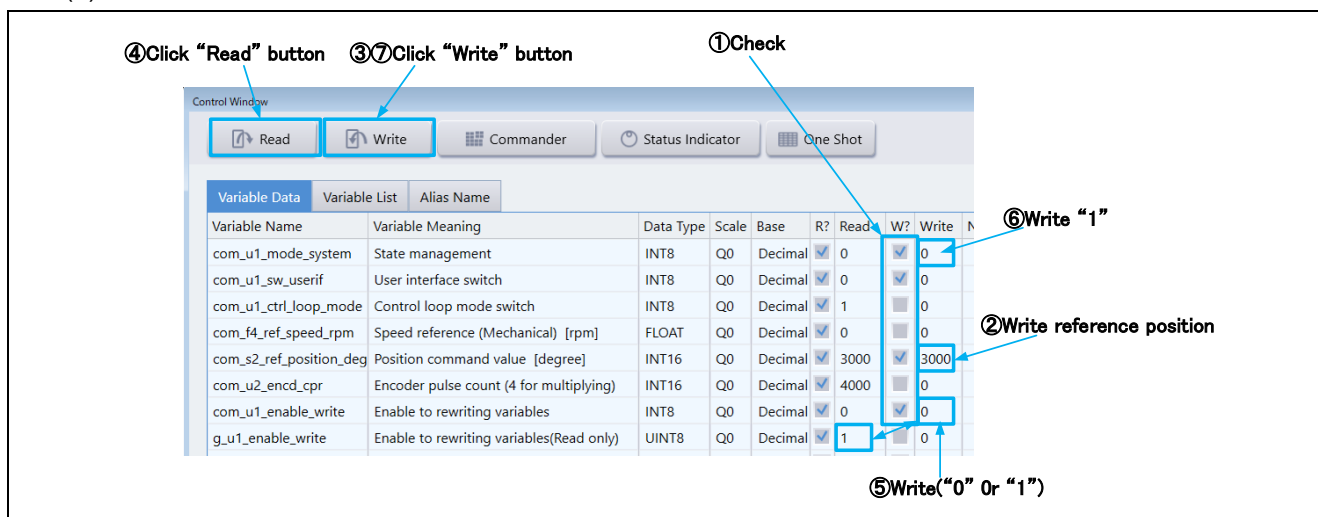 ④Click “Read” button ③⑦Click “Write” button ①Check
Control Window
Read Write Commander Status Indicator One Shot
Variable Data Variable List Alias Name
Variable Name Variable Meaning Data Type Scale Base R? Read W? Write N
⑥Write “1”
com_u1_mode_system State management INT8 Q0 Decimal 0 0
com_u1_sw_userif User interface switch INT8 Q0 Decimal 0 0
com_u1_ctrl_loop_mode Control loop mode switch INT8 Q0 Decimal 1 0
com_f4_ref_speed_rpm Speed reference (Mechanical) [rpm] FLOAT Q0 Decimal 0 0
②Write reference position
com_s2_ref_position_deg Position command value [degree] INT16 Q0 Decimal 3000 3000
com_u2_encd_cpr Encoder pulse count (4 for multiplying) INT16 Q0 Decimal 4000 0
com_u1_enable_write Enable to rewriting variables INT8 Q0 Decimal 0 0
g_u1_enable_write Enable to rewriting variables(Read only) UINT8 Q0 Decimal 1 0
⑤Write(“0” 0r “1”)